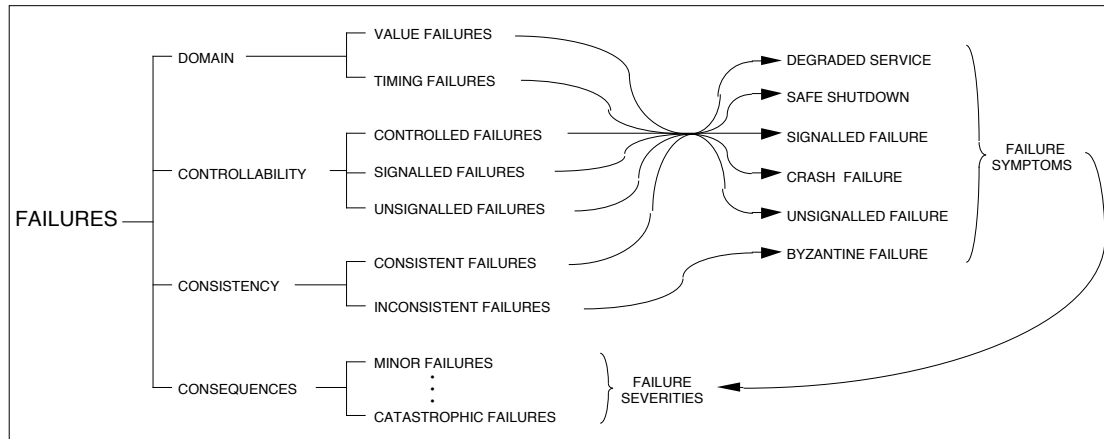 FAILURES
DOMAIN
VALUE FAILURES
TIMING FAILURES
CONTROLLABILITY
CONTROLLED FAILURES
SIGNALLED FAILURES
UNSIGNALLED FAILURES
CONSISTENCY
CONSISTENT FAILURES
INCONSISTENT FAILURES
CONSEQUENCES
MINOR FAILURES
CATASTROPHIC FAILURES
FAILURE
SEVERITIES
DEGRADED SERVICE
SAFE SHUTDOWN
SIGNALLED FAILURE
CRASH FAILURE
UNSIGNALLED FAILURE
BYZANTINE FAILURE
FAILURE
SYMPTOMS